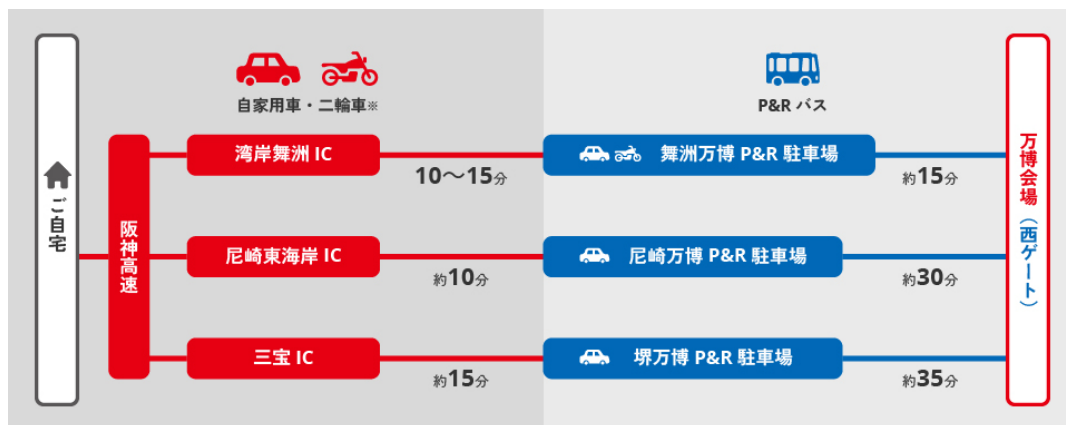 自家用車・二輪車※
P&R バス
ご自宅
阪神高速
湾岸舞洲 IC
10〜15分
舞洲万博 P&R 駐車場
約15分
尼崎東海岸 IC
約10分
尼崎万博 P&R 駐車場
約30分
三宝 IC
約15分
堺万博 P&R 駐車場
約35分
万博会場（西ゲート）